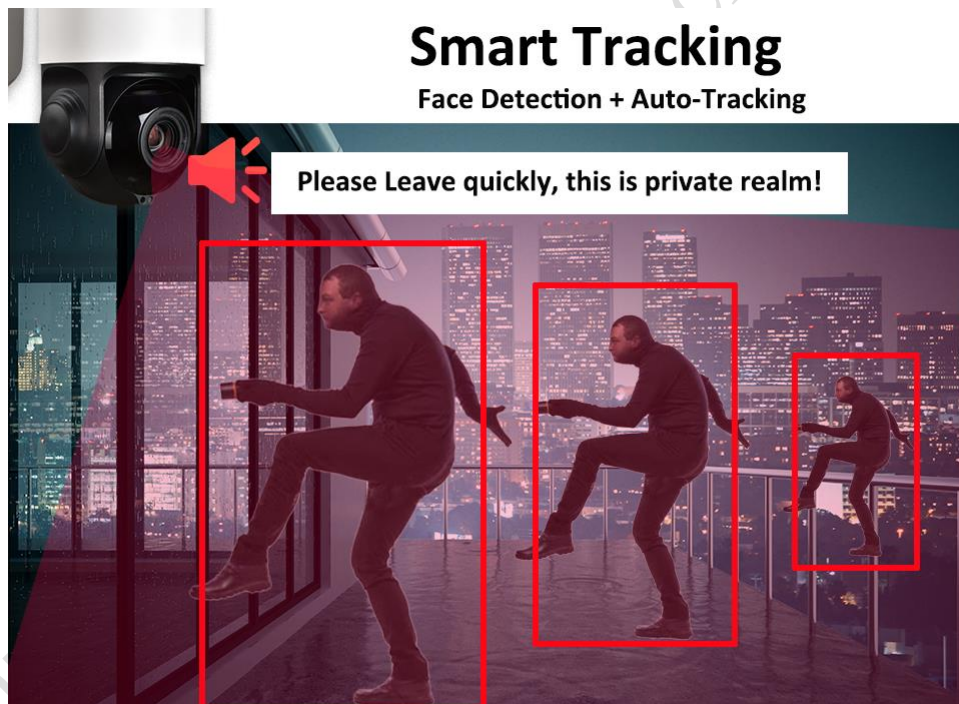 Smart Tracking
Face Detection + Auto-Tracking
Please Leave quickly, this is private realm!